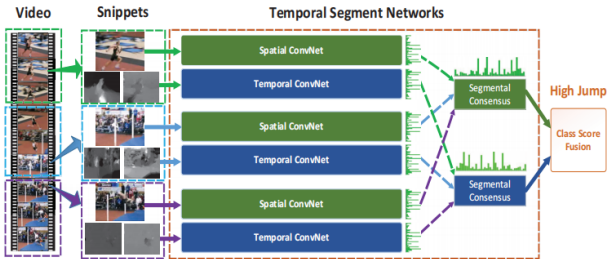 Video
Snippets
Temporal Segment Networks
Spatial ConvNet
Temporal ConvNet
Spatial ConvNet
Temporal ConvNet
Spatial ConvNet
Temporal ConvNet
Segmental
Consensus
Segmental
Consensus
High Jump
Class Score
Fusion